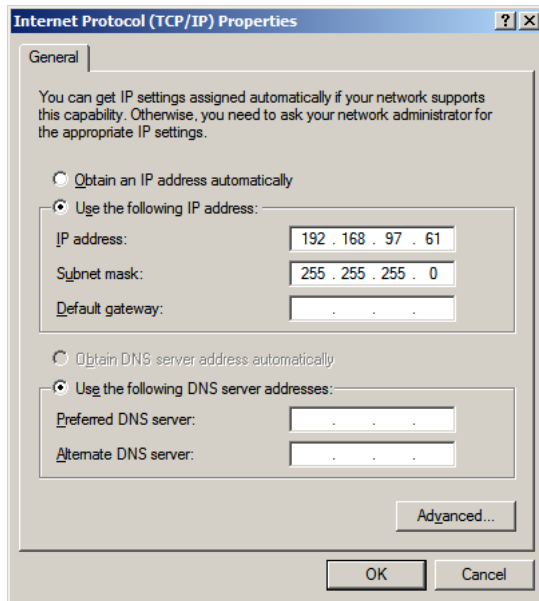 Internet Protocol (TCP/IP) Properties
General
You can get IP settings assigned automatically if your network supports
this capability. Otherwise, you need to ask your network administrator for
the appropriate IP settings.
Obtain an IP address automatically
Use the following IP address:
IP address: 192 . 168 . 97 . 61
Subnet mask: 255 . 255 . 255 . 0
Default gateway: . . .
Obtain DNS server address automatically
Use the following DNS server addresses:
Preferred DNS server: . . .
Alternate DNS server: . . .
Advanced...
OK Cancel